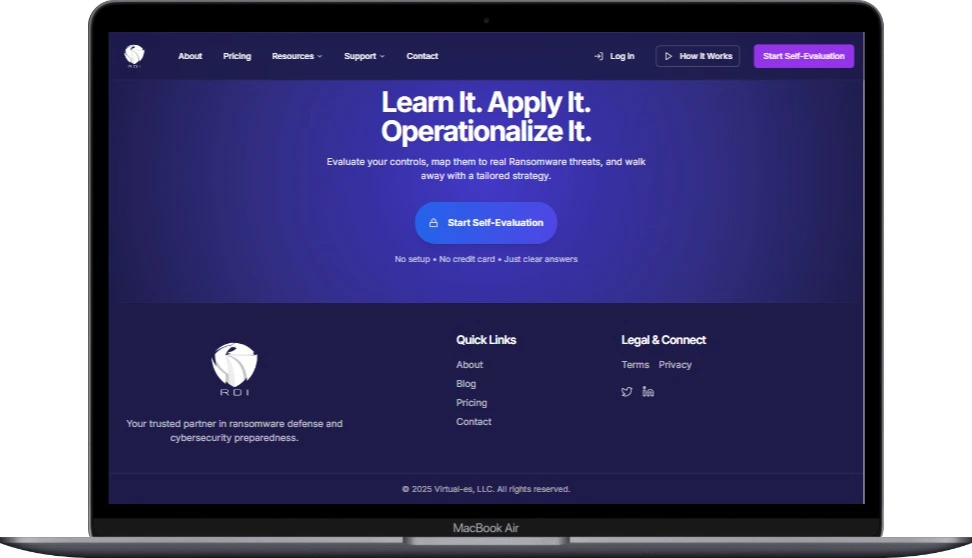 About Pricing Resources Support Contact Log In How It Works Start Self-Evaluation
RDI
Learn It. Apply It.
Operationalize It.
Evaluate your controls, map them to real Ransomware threats, and walk
away with a tailored strategy.
Start Self-Evaluation
No setup • No credit card • Just clear answers
RDI
Your trusted partner in ransomware defense and
cybersecurity preparedness.
Quick Links
About
Blog
Pricing
Contact
Legal & Connect
Terms Privacy
© 2025 Virtual-es, LLC. All rights reserved.
MacBook Air